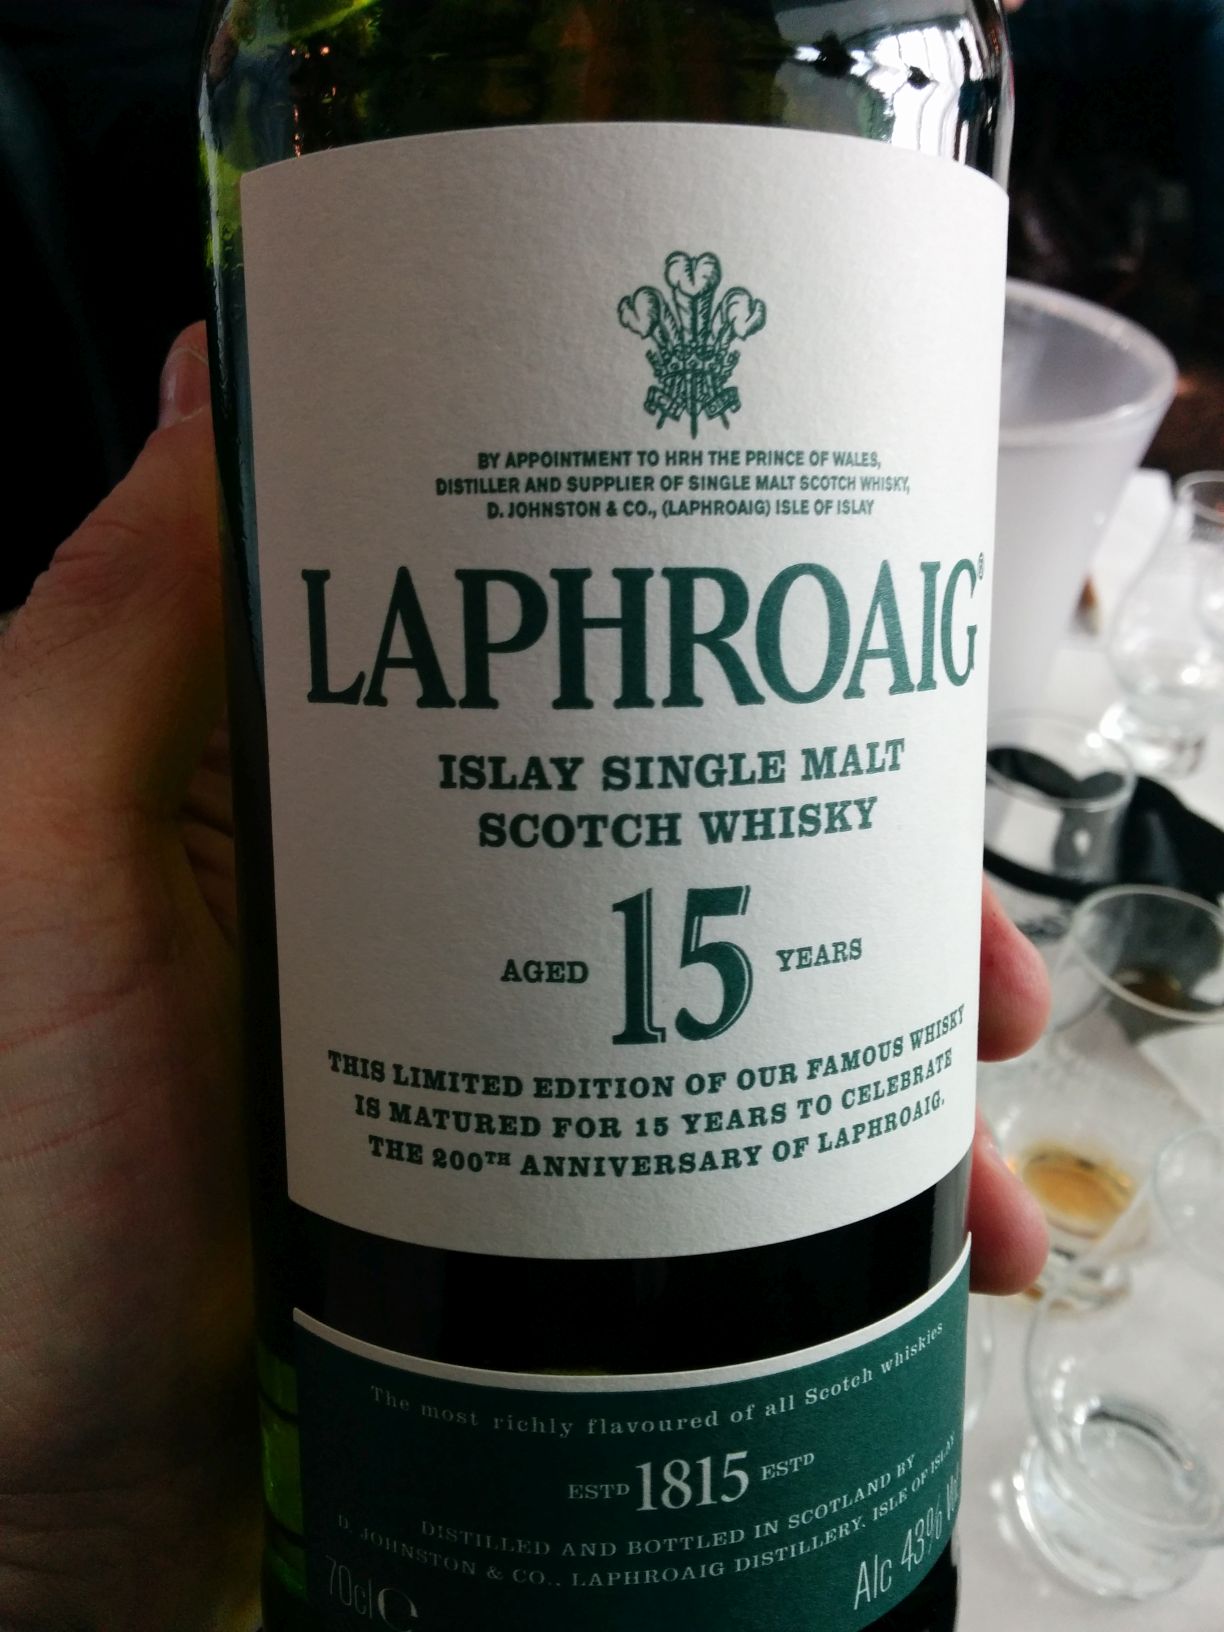 BY APPOINTMENT TO HRH THE PRINCE OF WALES,
DISTILLER AND SUPPLIER OF SINGLE MALT SCOTCH WHISKY,
D. JOHNSTON & CO., (LAPHROAIG) ISLE OF ISLAY
LAPHROAIG®
ISLAY SINGLE MALT
SCOTCH WHISKY
AGED 15 YEARS
THIS LIMITED EDITION OF OUR FAMOUS WHISKY
IS MATURED FOR 15 YEARS TO CELEBRATE
THE 200TH ANNIVERSARY OF LAPHROAIG.
The most richly flavoured of all Scotch whiskies
ESTD 1815 ESTD
DISTILLED AND BOTTLED IN SCOTLAND BY
D. JOHNSTON & CO., LAPHROAIG DISTILLERY, ISLE OF ISLAY
70cl e Alc 43% Vol